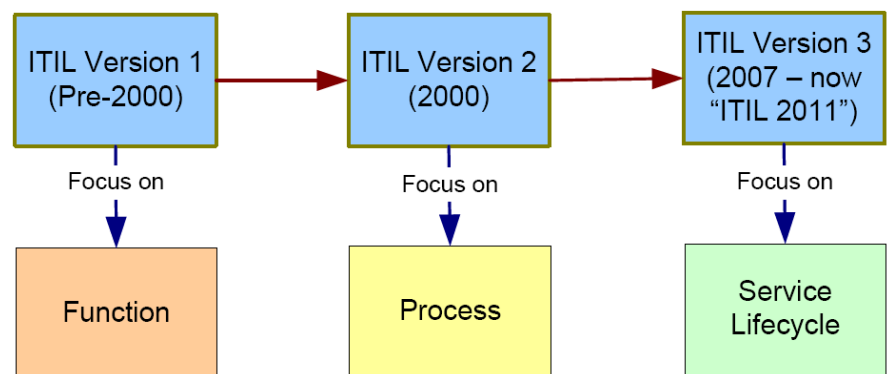 ITIL Version 1
(Pre-2000)
ITIL Version 2
(2000)
ITIL Version 3
(2007 – now
“ITIL 2011”)
Focus on
Focus on
Focus on
Function
Process
Service
Lifecycle